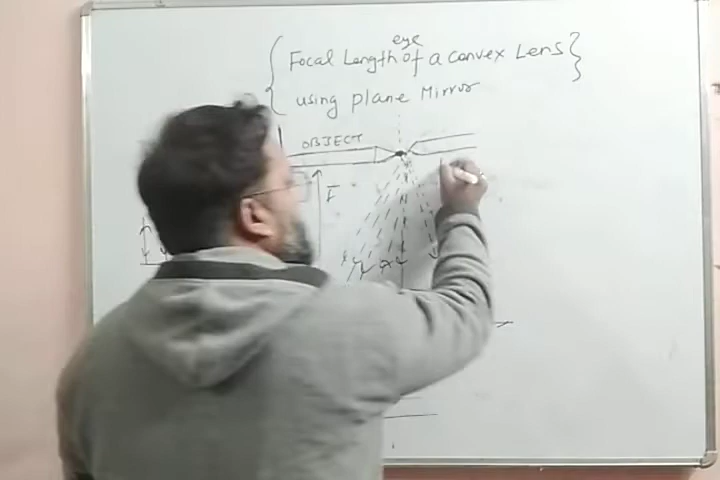 eye
Focal Length of a convex Lens
using plane Mirror
OBJECT
I